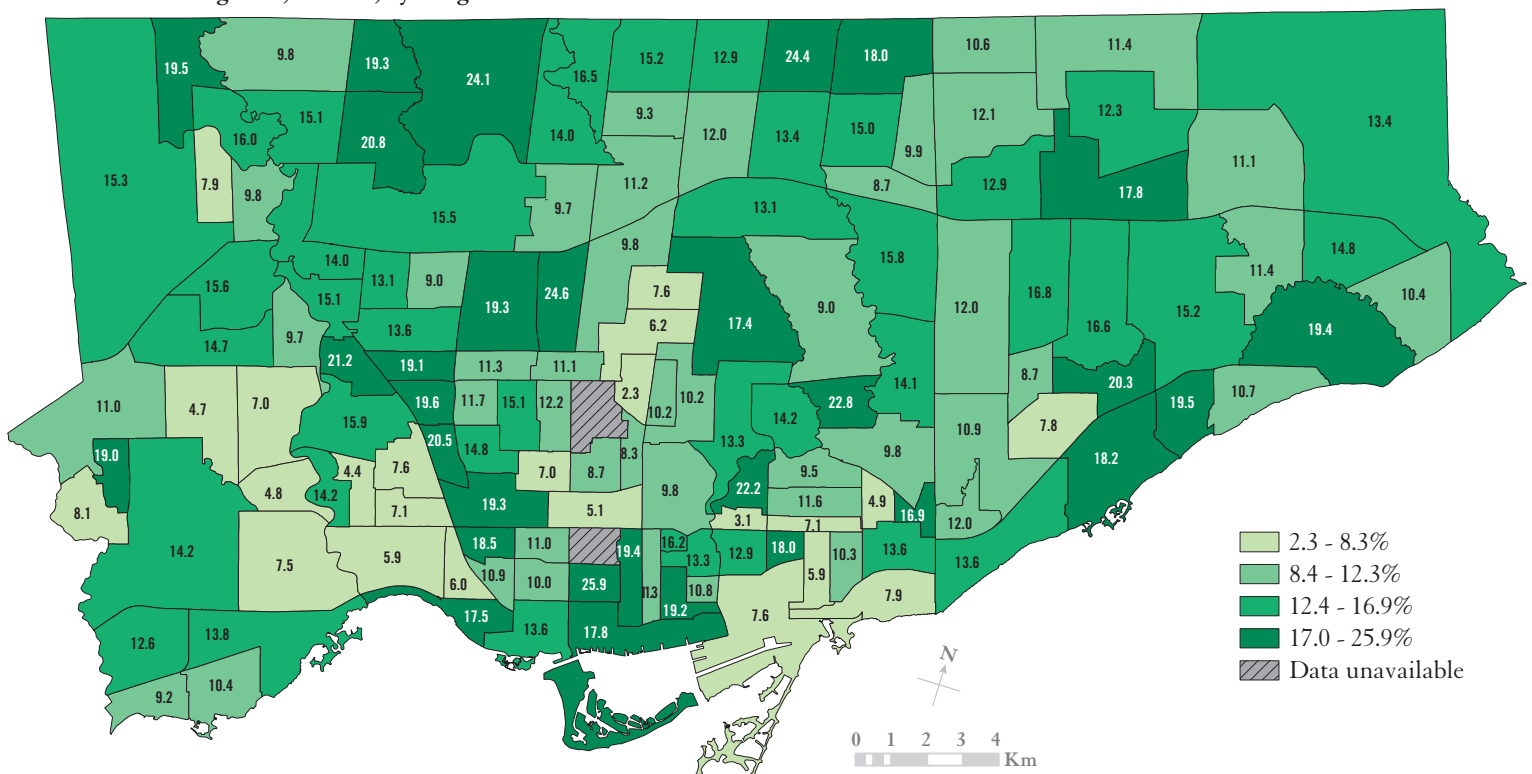 19.5 9.8 19.3 24.1 16.5 15.2 12.9 24.4 18.0 10.6 11.4
16.0 15.1 20.8 14.0 9.3 12.0 13.4 15.0 9.9 12.1 12.3 13.4
15.3 7.9 9.8 15.5 9.7 11.2 13.1 8.7 12.9 17.8 11.1
15.6 14.0 13.1 9.0 19.3 24.6 9.8 7.6 17.4 9.0 15.8 12.0 16.8 16.6 15.2 11.4 14.8 10.4
14.7 9.7 15.1 13.6 6.2 19.4
21.2 19.1 11.3 11.1 8.7 20.3
11.0 4.7 7.0 15.9 19.6 11.7 15.1 12.2 2.3 10.2 10.2 14.2 22.8 14.1 10.9 7.8 19.5 10.7
19.0 20.5 14.8 8.3 13.3 9.8 18.2
8.1 4.8 14.2 4.4 7.6 7.0 8.7 9.8 22.2 9.5
7.1 19.3 5.1 3.1 11.6 7.1 4.9 16.9 12.0
14.2 7.5 5.9 18.5 11.0 19.4 16.2 13.3 12.9 18.0 10.3 13.6 13.6
6.0 10.9 10.0 25.9 11.3 10.8 5.9 7.9
12.6 13.8 17.5 13.6 17.8 19.2 7.6
9.2 10.4
2.3 - 8.3%
8.4 - 12.3%
12.4 - 16.9%
17.0 - 25.9%
Data unavailable
N
0 1 2 3 4
Km